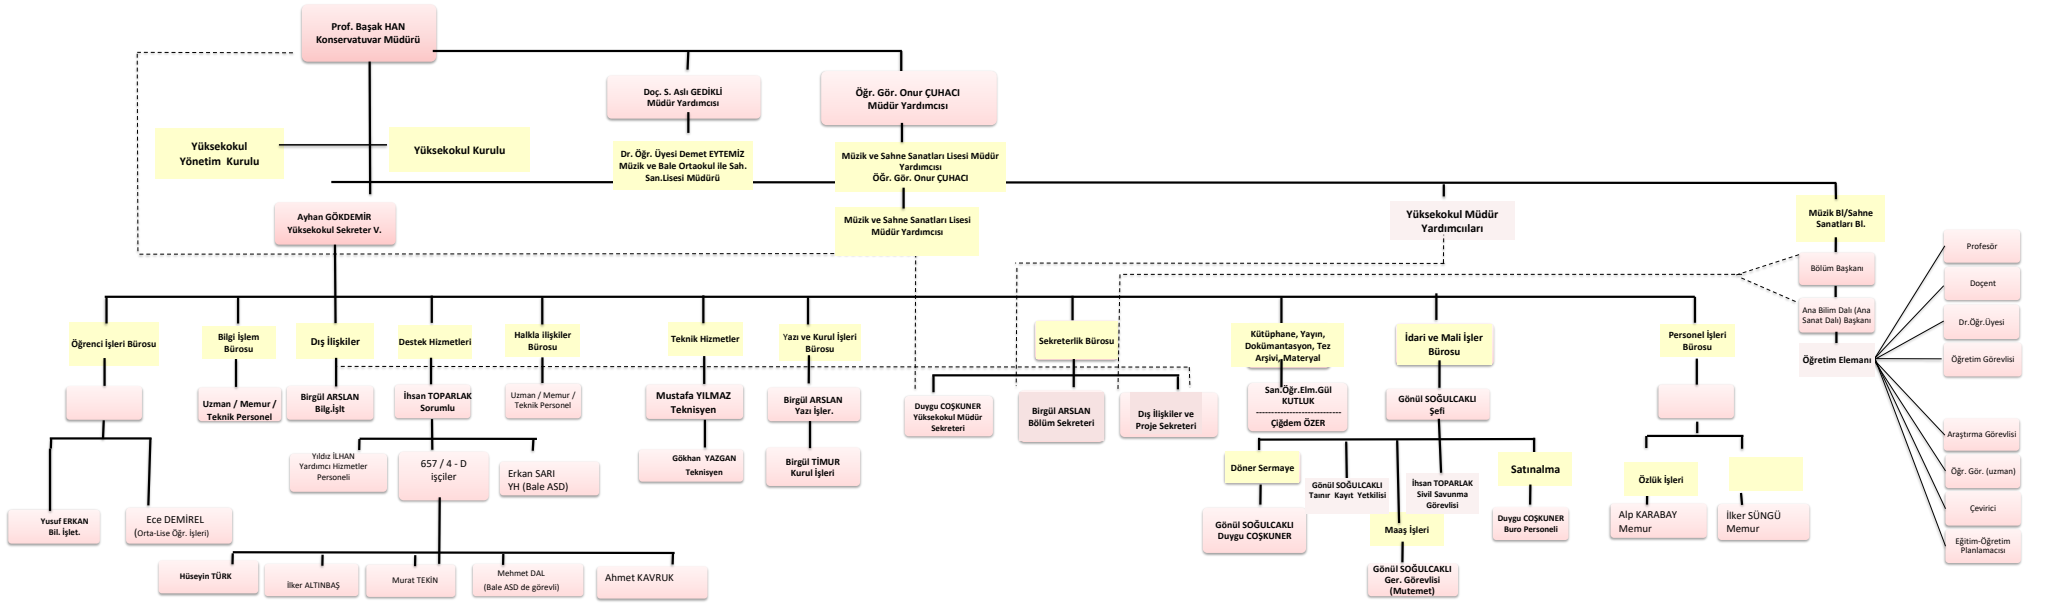 Prof. Başak HAN
Konservatuvar Müdürü
Doç. S. Aslı GEDİKLİ
Müdür Yardımcısı
Öğr. Gör. Onur ÇUHACI
Müdür Yardımcısı
Yüksekokul
Yönetim Kurulu
Yüksekokul Kurulu
Dr. Öğr. Üyesi Demet EYTEMİZ
Müzik ve Bale Ortaokul ile Sah.
San.Lisesi Müdürü
Müzik ve Sahne Sanatları Lisesi Müdür
Yardımcısı
ÖĞr. Gör. Onur ÇUHACI
Ayhan GÖKDEMİR
Yüksekokul Sekreter V.
Müzik ve Sahne Sanatları Lisesi
Müdür Yardımcısı
Yüksekokul Müdür
Yardımcııları
Müzik Bl/Sahne
Sanatları Bl.
Bölüm Başkanı
Ana Bilim Dalı (Ana
Sanat Dalı) Başkanı
Öğretim Elemanı
Profesör
Doçent
Dr.Öğr.Üyesi
Öğretim Görevlisi
Araştırma Görevlisi
Öğr. Gör. (uzman)
Çevirici
Eğitim-Öğretim
Planlamacısı
Öğrenci İşleri Bürosu
Bilgi İşlem
Bürosu
Dış İlişkiler
Destek Hizmetleri
Halkla ilişkiler
Bürosu
Teknik Hizmetler
Yazı ve Kurul İşleri
Bürosu
Sekreterlik Bürosu
Kütüphane, Yayın,
Dokümantasyon, Tez
Arşivi, Materyal
İdari ve Mali İşler
Bürosu
Personel İşleri
Bürosu
Uzman / Memur /
Teknik Personel
Birgül ARSLAN
Bilg.İşlt
İhsan TOPARLAK
Sorumlu
Uzman / Memur /
Teknik Personel
Mustafa YILMAZ
Teknisyen
Birgül ARSLAN
Yazı İşler.
Duygu COŞKUNER
Yüksekokul Müdür
Sekreteri
Birgül ARSLAN
Bölüm Sekreteri
Dış İlişkiler ve
Proje Sekreteri
San.Öğr.Elm.Gül
KUTLUK
----------------------------
Çiğdem ÖZER
Gönül SOĞULCAKLI
Şefi
Yıldız İLHAN
Yardımcı Hizmetler
Personeli
657 / 4 - D
işçiler
Erkan SARI
YH (Bale ASD)
Gökhan YAZGAN
Teknisyen
Birgül TİMUR
Kurul İşleri
Döner Sermaye
Gönül SOĞULCAKLI
Taınır Kayıt Yetkilisi
İhsan TOPARLAK
Sivil Savunma
Görevlisi
Satınalma
Özlük İşleri
Yusuf ERKAN
Bil. İşlet.
Ece DEMİREL
(Orta-Lise Öğr. İşleri)
Gönül SOĞULCAKLI
Duygu COŞKUNER
Maaş İşleri
Duygu COŞKUNER
Buro Personeli
Alp KARABAY
Memur
İlker SÜNGÜ
Memur
Hüseyin TÜRK
İlker ALTINBAŞ
Murat TEKİN
Mehmet DAL
(Bale ASD de görevli)
Ahmet KAVRUK
Gönül SOĞULCAKLI
Ger. Görevlisi
(Mutemet)